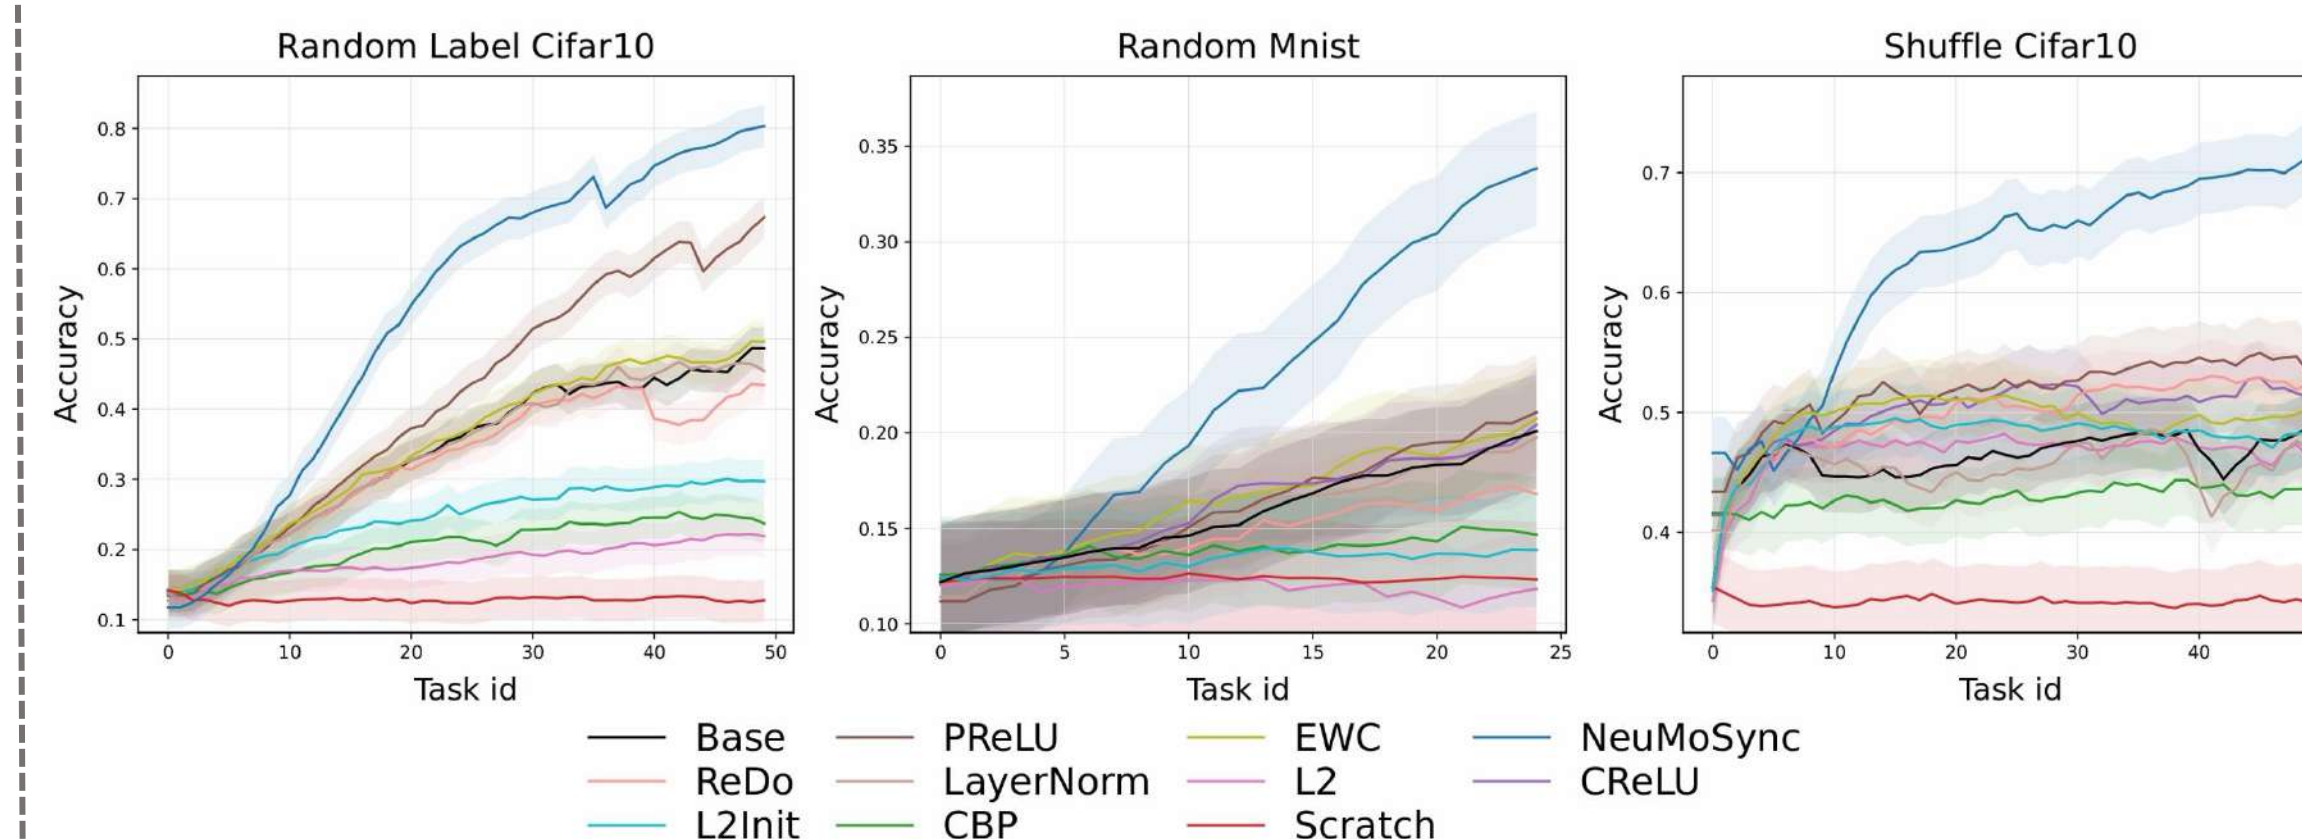 Random Label Cifar10
Random Mnist
Shuffle Cifar10
Accuracy
0.8
0.7
0.6
0.5
0.4
0.3
0.2
0.1
0 10 20 30 40 50
Task id
Accuracy
0.35
0.30
0.25
0.20
0.15
0.10
0 5 10 15 20 25
Task id
Accuracy
0.7
0.6
0.5
0.4
0 10 20 30 40
Task id
Base PReLU EWC NeuMoSync
ReDo LayerNorm L2 CReLU
L2Init CBP Scratch